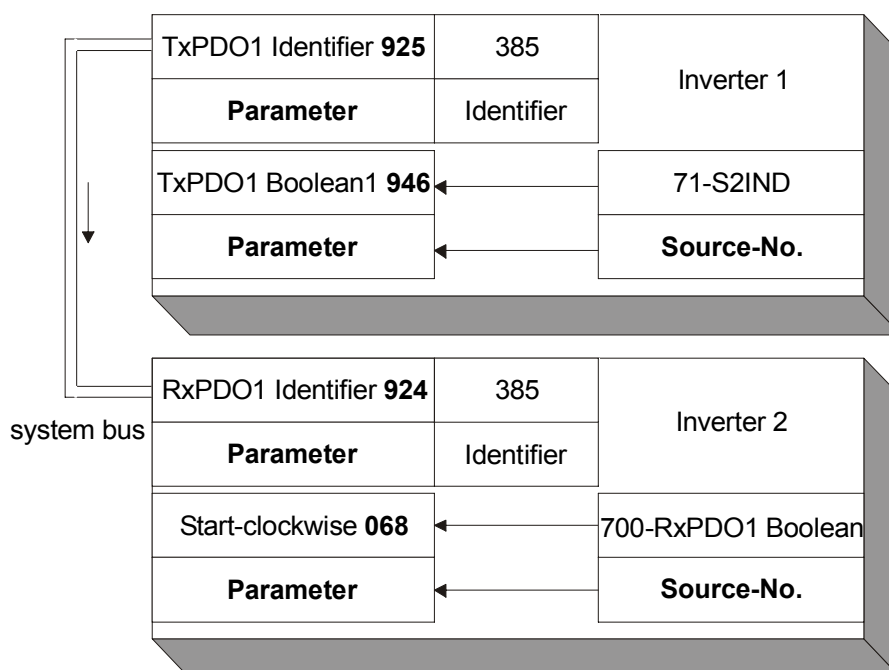 TxPDO1 Identifier 925
385
Inverter 1
Parameter
Identifier
TxPDO1 Boolean1 946
71-S2IND
Parameter
Source-No.
RxPDO1 Identifier 924
385
Inverter 2
system bus
Parameter
Identifier
Start-clockwise 068
700-RxPDO1 Boolean
Parameter
Source-No.